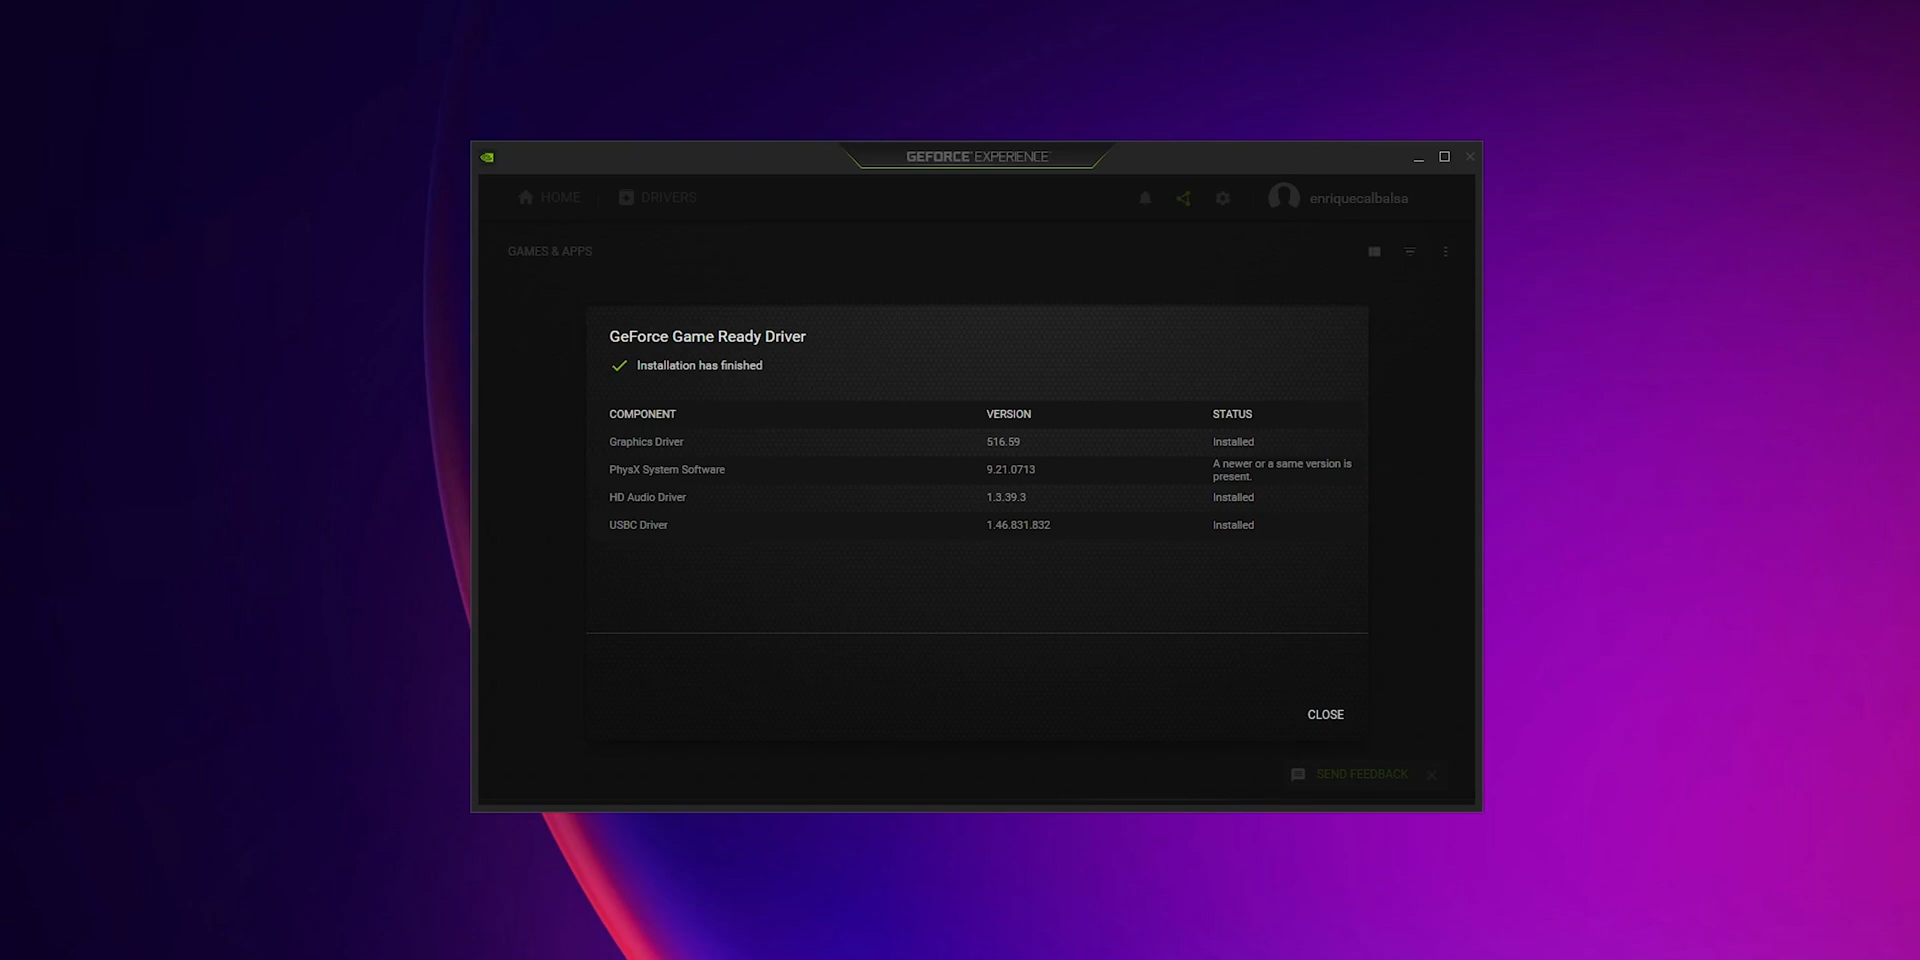 GEFORCE EXPERIENCE
HOME
DRIVERS
enriquecalbalsa
GAMES & APPS
GeForce Game Ready Driver
Installation has finished
COMPONENT VERSION STATUS
Graphics Driver 516.59 Installed
PhysX System Software 9.21.0713 A newer or a same version is
present.
HD Audio Driver 1.3.39.3 Installed
USBC Driver 1.46.831.832 Installed
CLOSE
SEND FEEDBACK